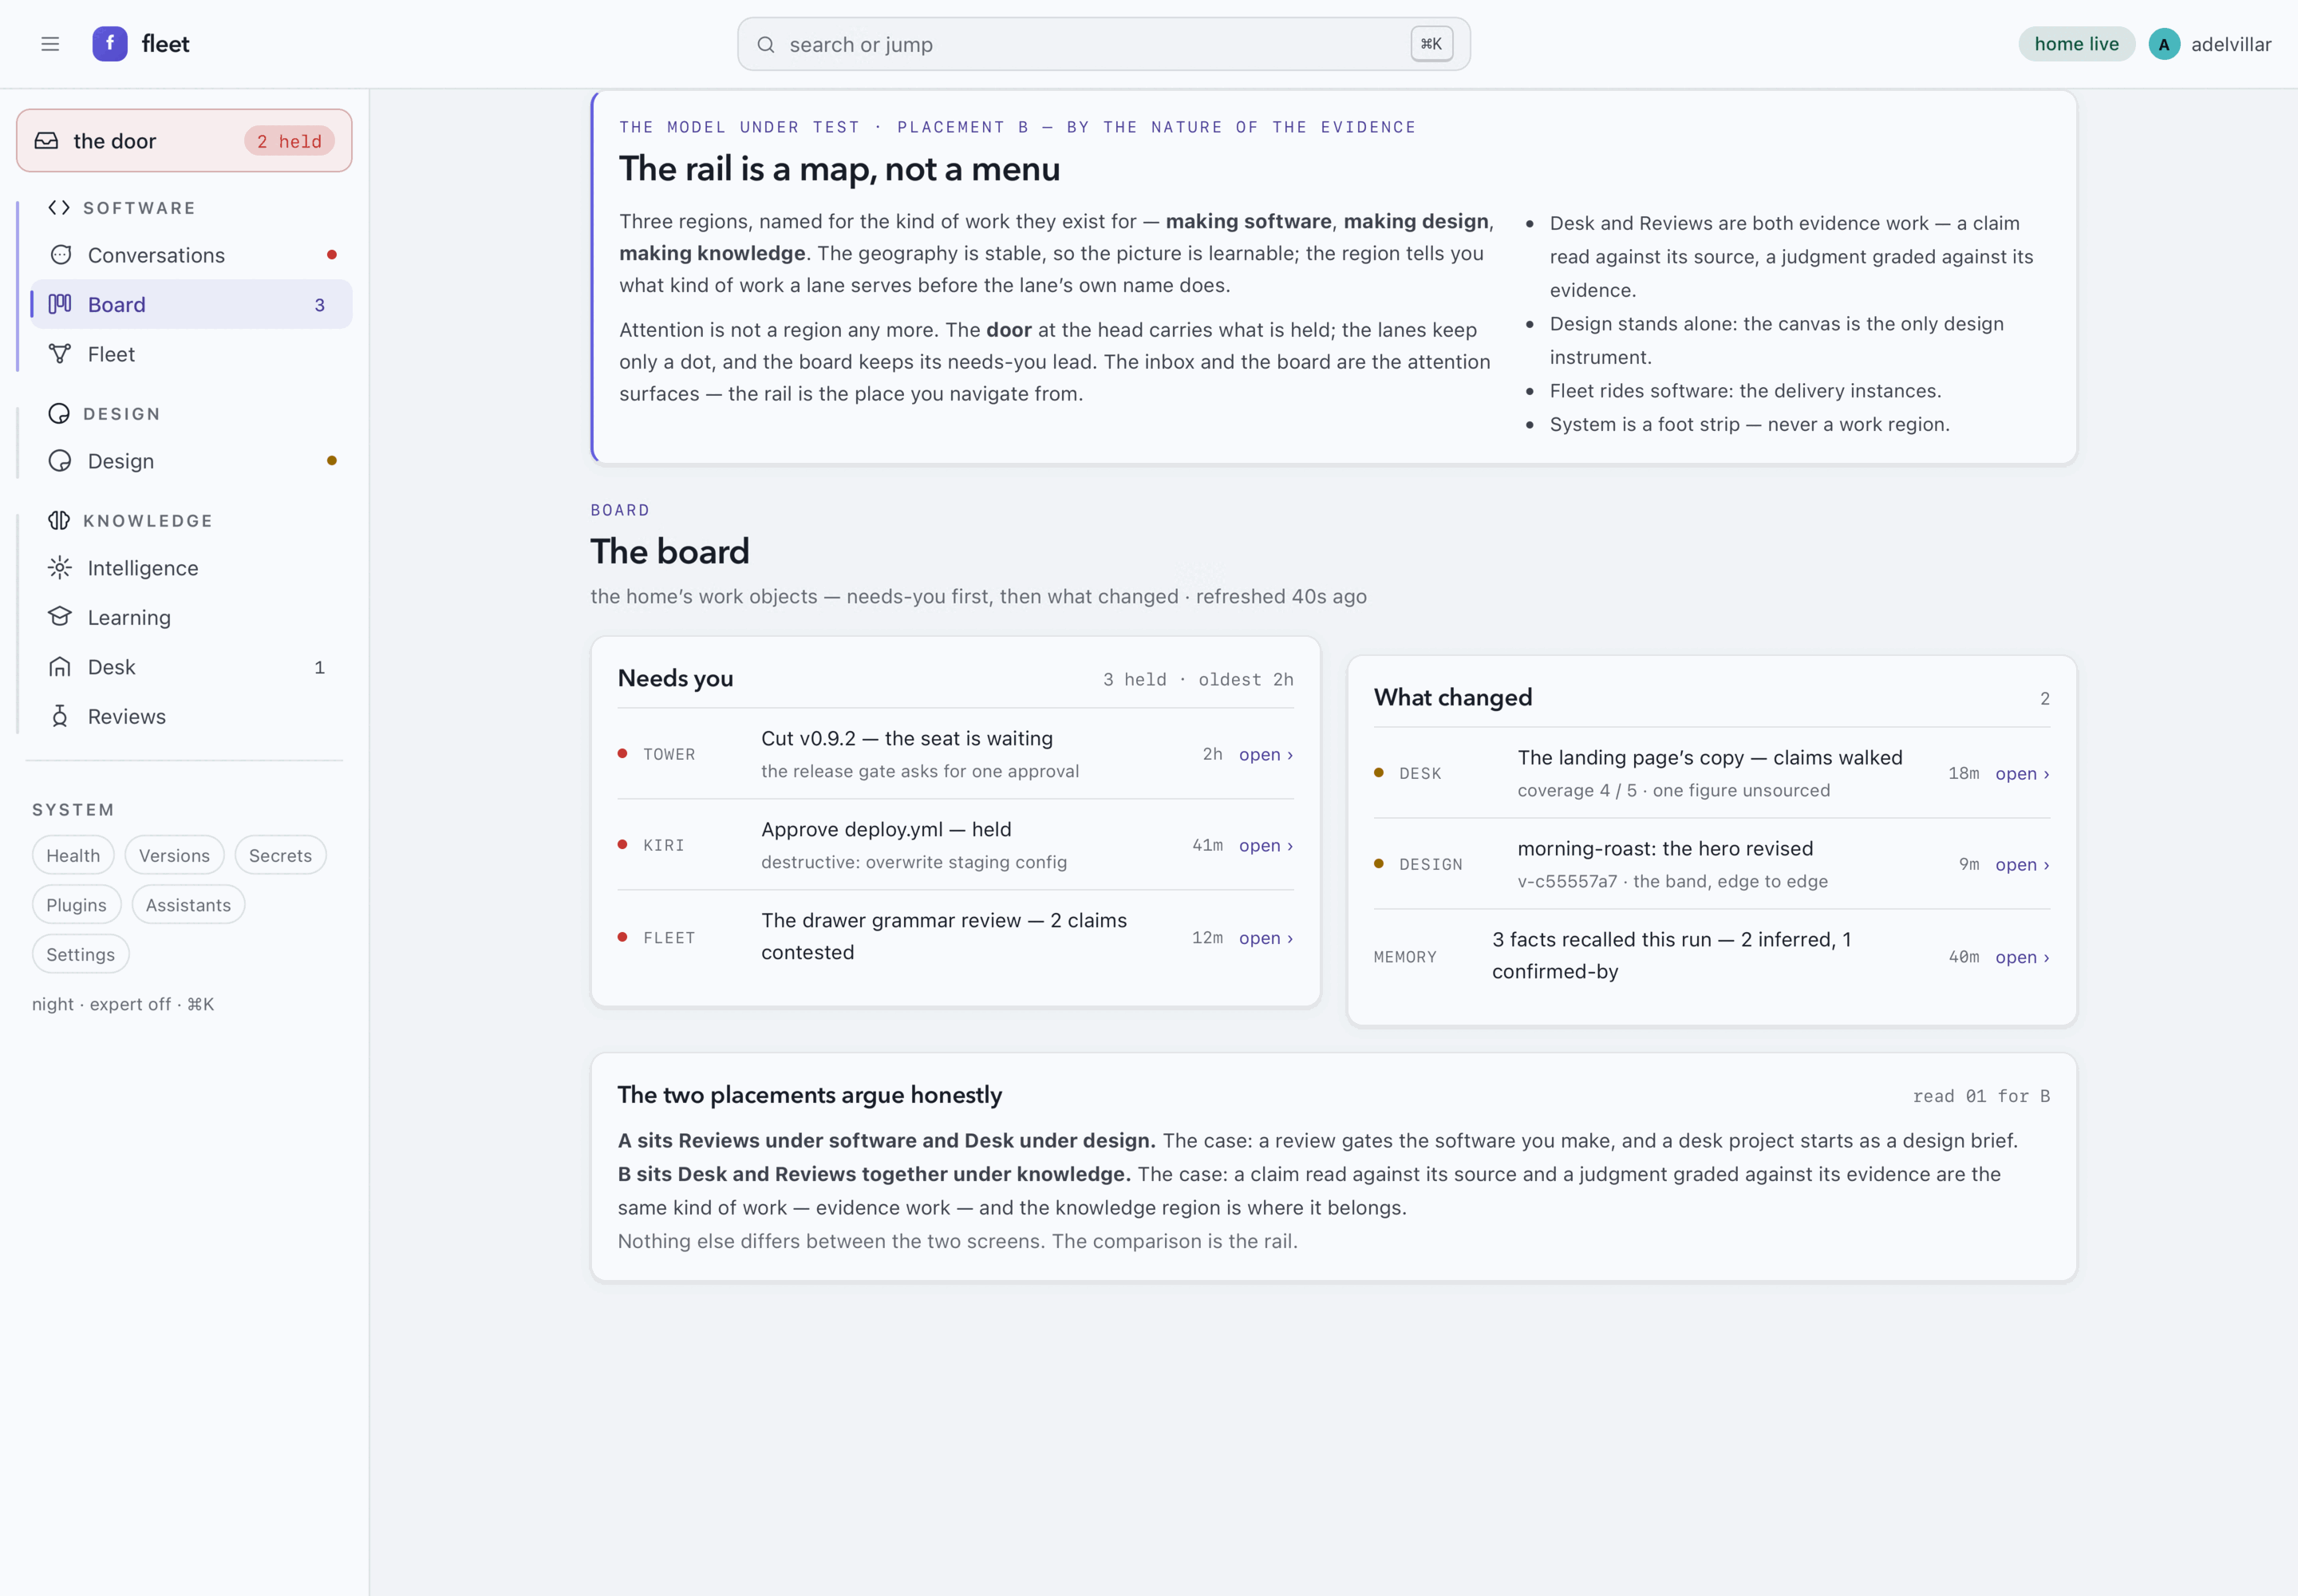 f fleet
search or jump ⌘K
home live A adelvillar
the door 2 held
SOFTWARE
Conversations
Board 3
Fleet
DESIGN
Design
KNOWLEDGE
Intelligence
Learning
Desk 1
Reviews
SYSTEM
Health Versions Secrets
Plugins Assistants
Settings
night · expert off · ⌘K
THE MODEL UNDER TEST · PLACEMENT B — BY THE NATURE OF THE EVIDENCE
The rail is a map, not a menu
Three regions, named for the kind of work they exist for — making software, making design,
making knowledge. The geography is stable, so the picture is learnable; the region tells you
what kind of work a lane serves before the lane’s own name does.
Attention is not a region any more. The door at the head carries what is held; the lanes keep
only a dot, and the board keeps its needs-you lead. The inbox and the board are the attention
surfaces — the rail is the place you navigate from.
• Desk and Reviews are both evidence work — a claim
read against its source, a judgment graded against its
evidence.
• Design stands alone: the canvas is the only design
instrument.
• Fleet rides software: the delivery instances.
• System is a foot strip — never a work region.
BOARD
The board
the home’s work objects — needs-you first, then what changed · refreshed 40s ago
Needs you 3 held · oldest 2h
TOWER Cut v0.9.2 — the seat is waiting 2h open ›
the release gate asks for one approval
KIRI Approve deploy.yml — held 41m open ›
destructive: overwrite staging config
FLEET The drawer grammar review — 2 claims 12m open ›
contested
What changed 2
DESK The landing page’s copy — claims walked 18m open ›
coverage 4 / 5 · one figure unsourced
DESIGN morning-roast: the hero revised 9m open ›
v-c55557a7 · the band, edge to edge
MEMORY 3 facts recalled this run — 2 inferred, 1 40m open ›
confirmed-by
The two placements argue honestly read 01 for B
A sits Reviews under software and Desk under design. The case: a review gates the software you make, and a desk project starts as a design brief.
B sits Desk and Reviews together under knowledge. The case: a claim read against its source and a judgment graded against its evidence are the
same kind of work — evidence work — and the knowledge region is where it belongs.
Nothing else differs between the two screens. The comparison is the rail.